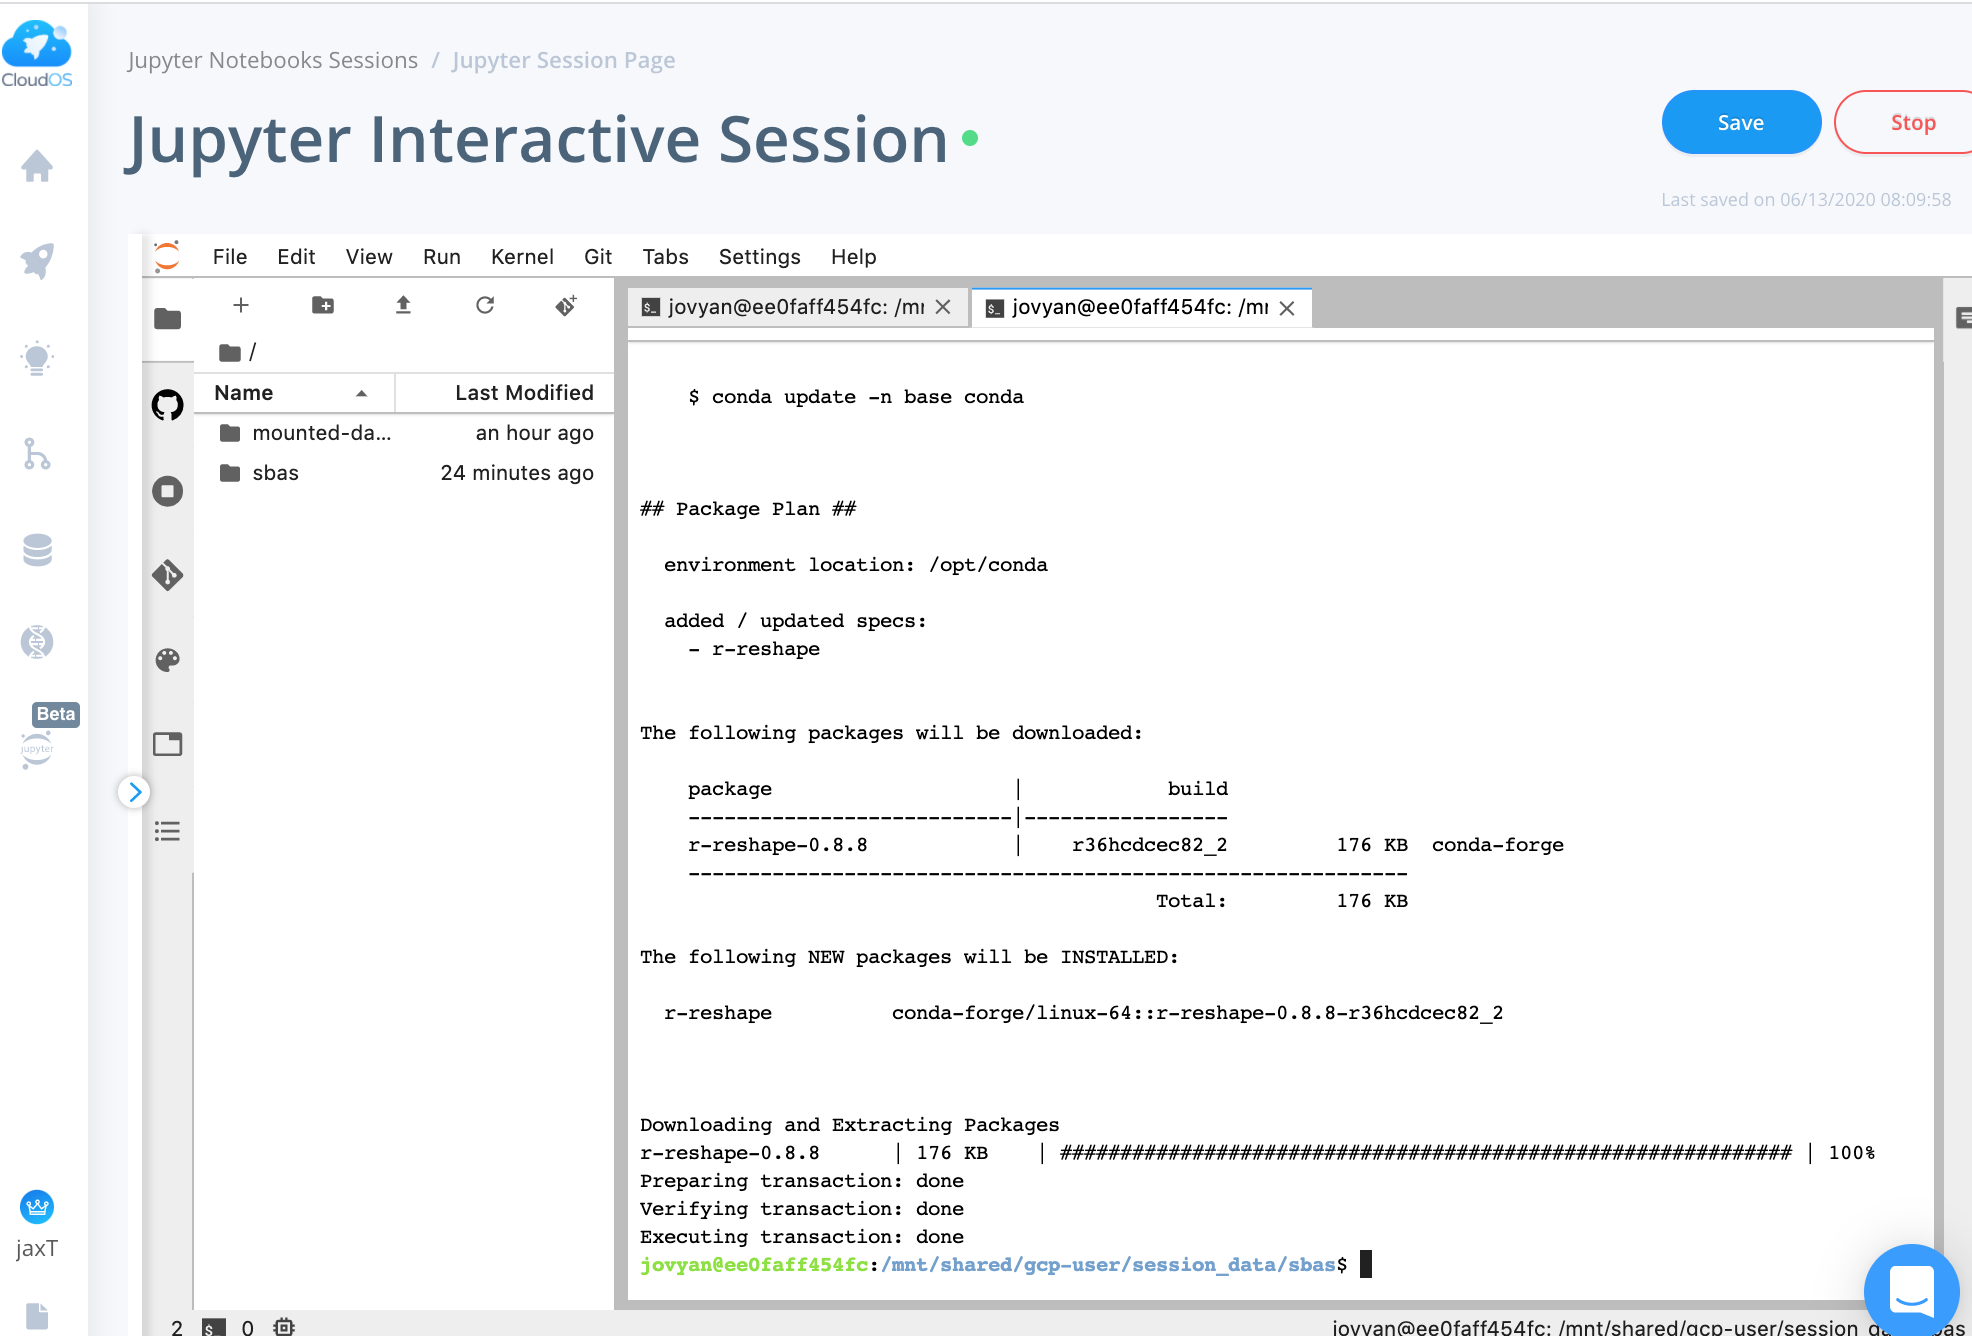 CloudOS
Jupyter Notebooks Sessions / Jupyter Session Page
Jupyter Interactive Session
Save
Stop
Last saved on 06/13/2020 08:09:58
File Edit View Run Kernel Git Tabs Settings Help
jovyan@ee0faff454fc: /mr
jovyan@ee0faff454fc: /mr
/
Name Last Modified
mounted-da... an hour ago
sbas 24 minutes ago
$ conda update -n base conda
## Package Plan ##
environment location: /opt/conda
added / updated specs:
- r-reshape
The following packages will be downloaded:
package | build
---------------------------|-----------------
r-reshape-0.8.8 | r36hcdcec82_2 176 KB conda-forge
------------------------------------------------------------
Total: 176 KB
The following NEW packages will be INSTALLED:
r-reshape conda-forge/linux-64::r-reshape-0.8.8-r36hcdcec82_2
Downloading and Extracting Packages
r-reshape-0.8.8 | 176 KB | ############################################################# | 100%
Preparing transaction: done
Verifying transaction: done
Executing transaction: done
jovyan@ee0faff454fc:/mnt/shared/gcp-user/session_data/sbas$
Beta
jupyter
jaxT
2 $_ 0
jovyan@ee0faff454fc: /mnt/shared/gcp-user/session